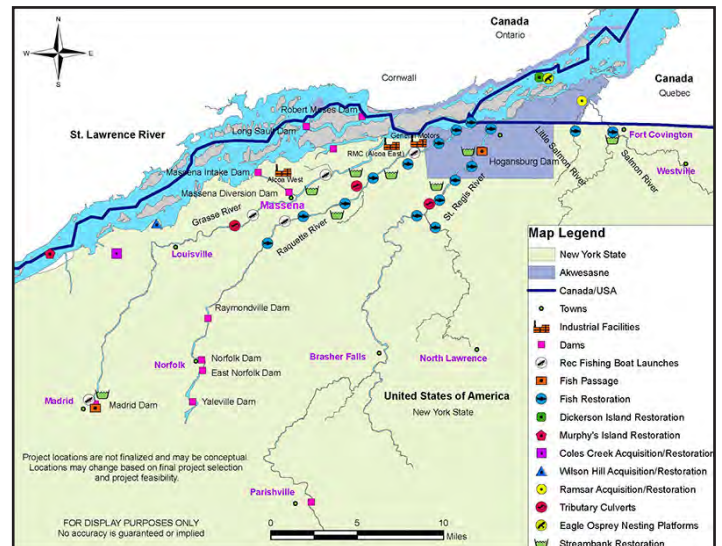 N
W
E
S
Canada
Ontario
Cornwall
Canada
Quebec
St. Lawrence River
Robert Moses Dam
Long Sault Dam
General Motors
RMC (Alcoa East)
Massena Intake Dam
Alcoa West
Massena Diversion Dam
Massena
Hogansburg Dam
Little Salmon River
Salmon River
Fort Covington
Westville
Grasse River
Raquette River
St. Regis River
Louisville
Raymondville Dam
Norfolk
Norfolk Dam
East Norfolk Dam
Yaleville Dam
Brasher Falls
North Lawrence
Madrid
Madrid Dam
United States of America
New York State
Parishville
Project locations are not finalized and may be conceptual.
Locations may change based on final project selection
and project feasibility.
FOR DISPLAY PURPOSES ONLY
No accuracy is guaranteed or implied
0
5
10
Miles
Map Legend
New York State
Akwesasne
Canada/USA
Towns
Industrial Facilities
Dams
Rec Fishing Boat Launches
Fish Passage
Fish Restoration
Dickerson Island Restoration
Murphy's Island Restoration
Coles Creek Acquisition/Restoration
Wilson Hill Acquisition/Restoration
Ramsar Acquisition/Restoration
Tributary Culverts
Eagle Osprey Nesting Platforms
Streambank Restoration